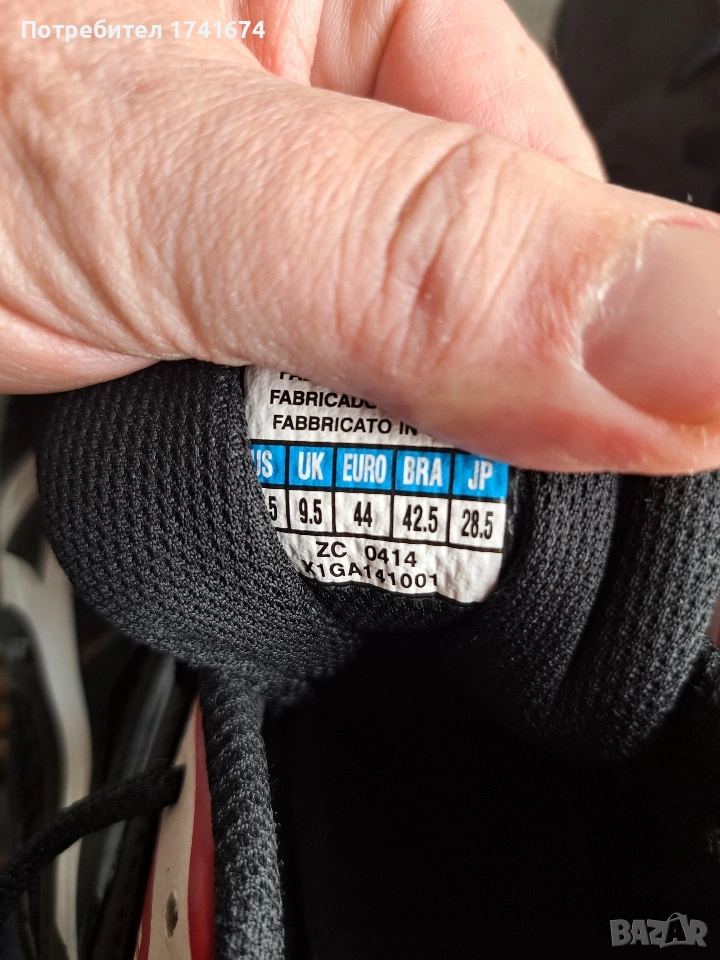 Потребител 1741674
FABRICADO
FABBRICATO IN
US UK EURO BRA JP
9.5 44 42.5 28.5
ZC 0414
X1GA141001
BAZAR